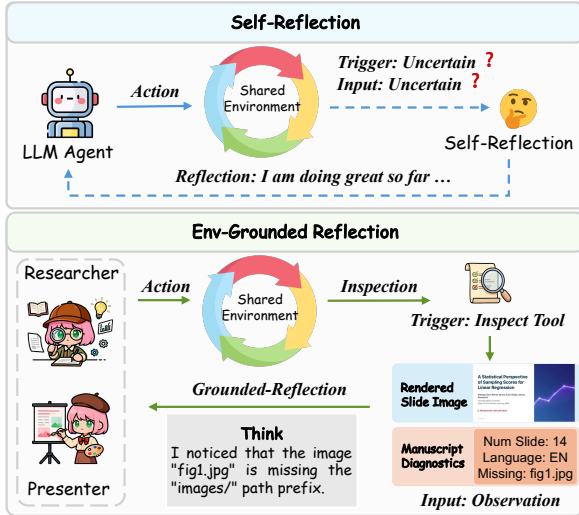 Self-Reflection
LLM Agent
Action
Shared
Environment
Trigger: Uncertain ?
Input: Uncertain ?
Self-Reflection
Reflection: I am doing great so far ...
Env-Grounded Reflection
Researcher
Presenter
Action
Shared
Environment
Inspection
Trigger: Inspect Tool
Grounded-Reflection
Think
I noticed that the image
"fig1.jpg" is missing the
"images/" path prefix.
Rendered
Slide Image
A Statistical Perspective
of Sampling Scores for
Linear Regression
Manuscript
Diagnostics
Num Slide: 14
Language: EN
Missing: fig1.jpg
Input: Observation